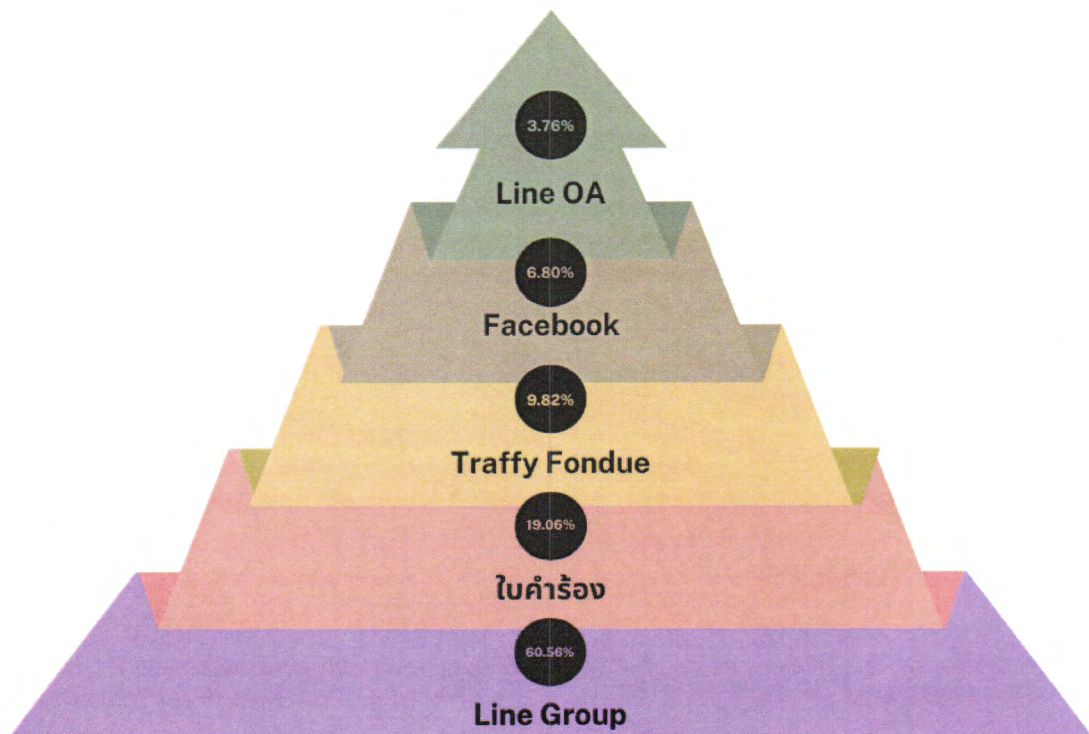 3.76%
Line OA
6.80%
Facebook
9.82%
Traffy Fondue
19.06%
ใบคำร้อง
60.56%
Line Group